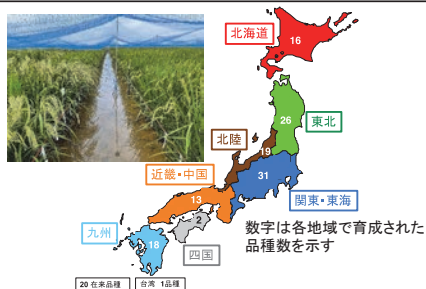 北海道
16
26
東北
北陸
19
近畿・中国
31
13
関東・東海
2
九州
18
四国
数字は各地域で育成された
品種数を示す
20 在来品種
台湾 1品種